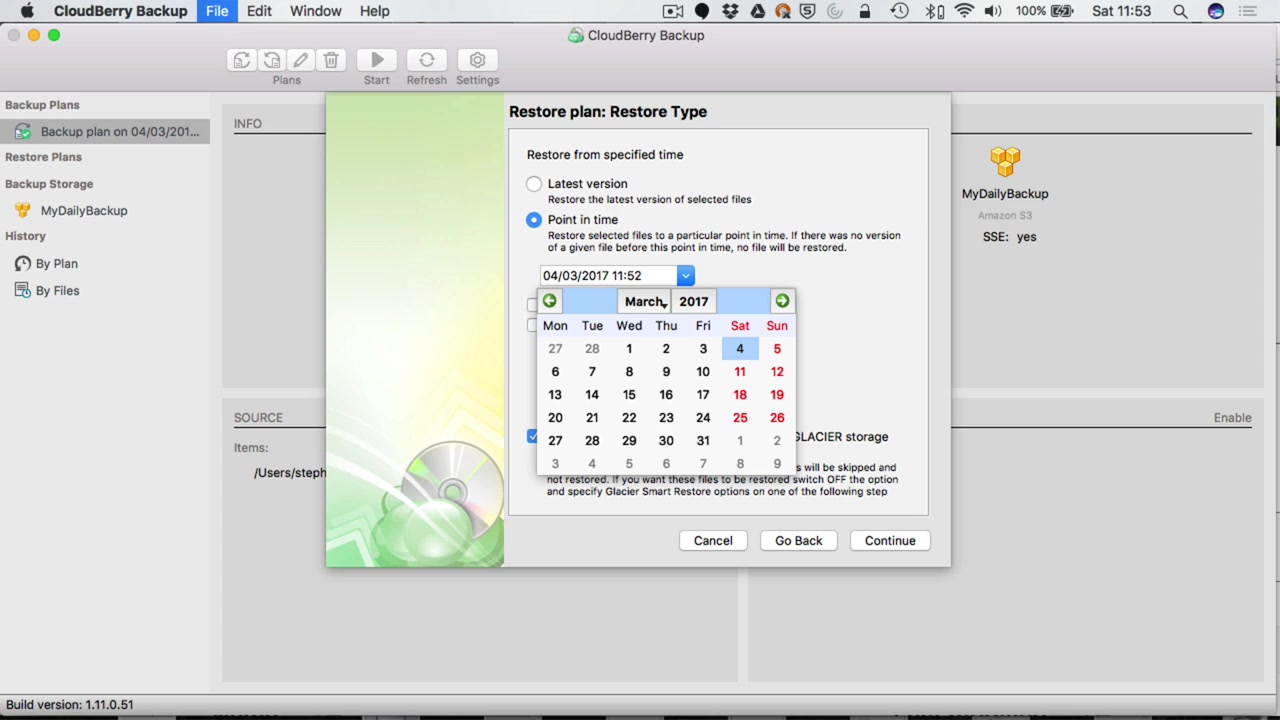 CloudBerry Backup File Edit Window Help 100% Sat 11:53
CloudBerry Backup
Plans Start Refresh Settings
Backup Plans
Backup plan on 04/03/201...
Restore Plans
Backup Storage
MyDailyBackup
History
By Plan
By Files
INFO
MyDailyBackup
Amazon S3
SSE: yes
SOURCE
Items:
/Users/steph
Enable
Restore plan: Restore Type
Restore from specified time
Latest version
Restore the latest version of selected files
Point in time
Restore selected files to a particular point in time. If there was no version
of a given file before this point in time, no file will be restored.
04/03/2017 11:52
March 2017
Mon Tue Wed Thu Fri Sat Sun
27 28 1 2 3 4 5
6 7 8 9 10 11 12
13 14 15 16 17 18 19
20 21 22 23 24 25 26
27 28 29 30 31 1 2
3 4 5 6 7 8 9
GLACIER storage
s will be skipped and
not restored. If you want these files to be restored switch OFF the option
and specify Glacier Smart Restore options on one of the following step
Cancel Go Back Continue
Build version: 1.11.0.51